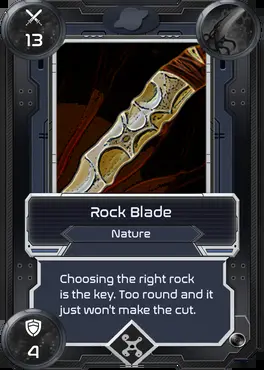 13
Rock Blade
Nature
Choosing the right rock
is the key. Too round and it
just won't make the cut.
4